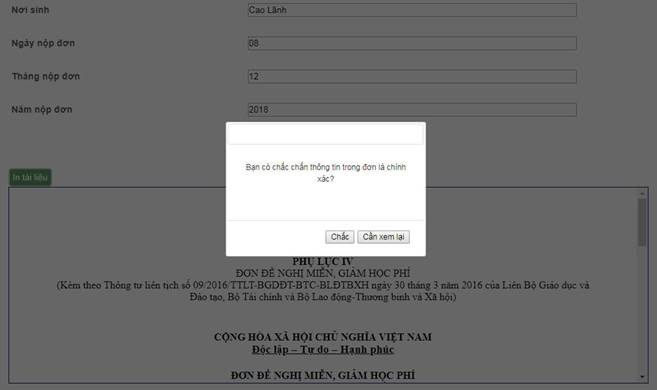 Nơi sinh Cao Lãnh
Ngày nộp đơn 08
Tháng nộp đơn 12
Năm nộp đơn 2018
Bạn có chắc chắn thông tin trong đơn là chính
xác?
In tài liệu
Chắc Cần xem lại
PHỤ LỤC IV
ĐƠN ĐỀ NGHỊ MIỄN, GIẢM HỌC PHÍ
(Kèm theo Thông tư liên tịch số 09/2016/TTLT-BGDĐT-BTC-BLĐTBXH ngày 30 tháng 3 năm 2016 của Liên Bộ Giáo dục và
Đào tạo, Bộ Tài chính và Bộ Lao động-Thương binh và Xã hội)
CỘNG HÒA XÃ HỘI CHỦ NGHĨA VIỆT NAM
Độc lập – Tự do – Hạnh phúc
ĐƠN ĐỀ NGHỊ MIỄN, GIẢM HỌC PHÍ